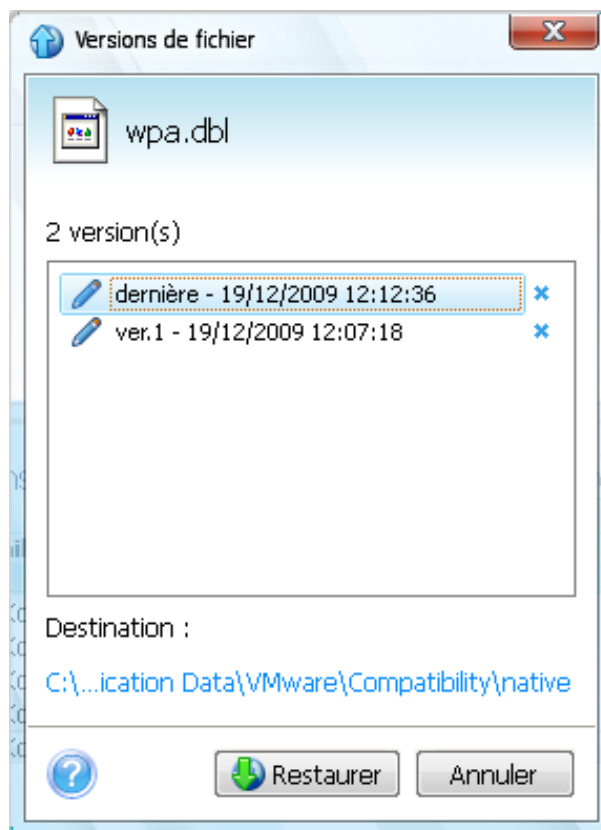 Versions de fichier
wpa.dbl
2 version(s)
dernière - 19/12/2009 12:12:36
ver.1 - 19/12/2009 12:07:18
Destination :
C:\...ication Data\VMware\Compatibility\native
Restaurer
Annuler